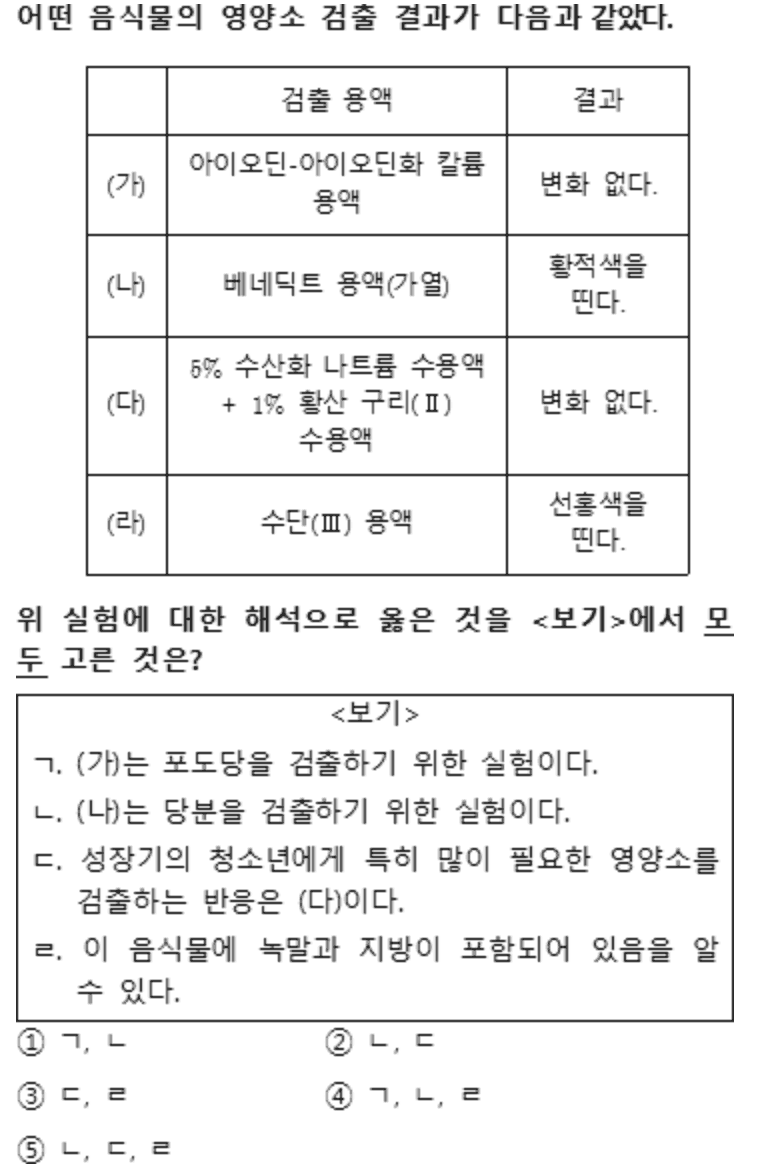 어떤 음식물의 영양소 검출 결과가 다음과 같았다.
검출 용액 결과
(가) 아이오딘-아이오딘화 칼륨
용액 변화 없다.
(나) 베네딕트 용액(가열) 황적색을
띤다.
(다) 5% 수산화 나트륨 수용액
+ 1% 황산 구리(Ⅱ)
수용액 변화 없다.
(라) 수단(Ⅲ) 용액 선홍색을
띤다.
위 실험에 대한 해석으로 옳은 것을 <보기>에서 모
두 고른 것은?
<보기>
ㄱ. (가)는 포도당을 검출하기 위한 실험이다.
ㄴ. (나)는 당분을 검출하기 위한 실험이다.
ㄷ. 성장기의 청소년에게 특히 많이 필요한 영양소를
검출하는 반응은 (다)이다.
ㄹ. 이 음식물에 녹말과 지방이 포함되어 있음을 알
수 있다.
① ㄱ, ㄴ ② ㄴ, ㄷ
③ ㄷ, ㄹ ④ ㄱ, ㄴ, ㄹ
⑤ ㄴ, ㄷ, ㄹ